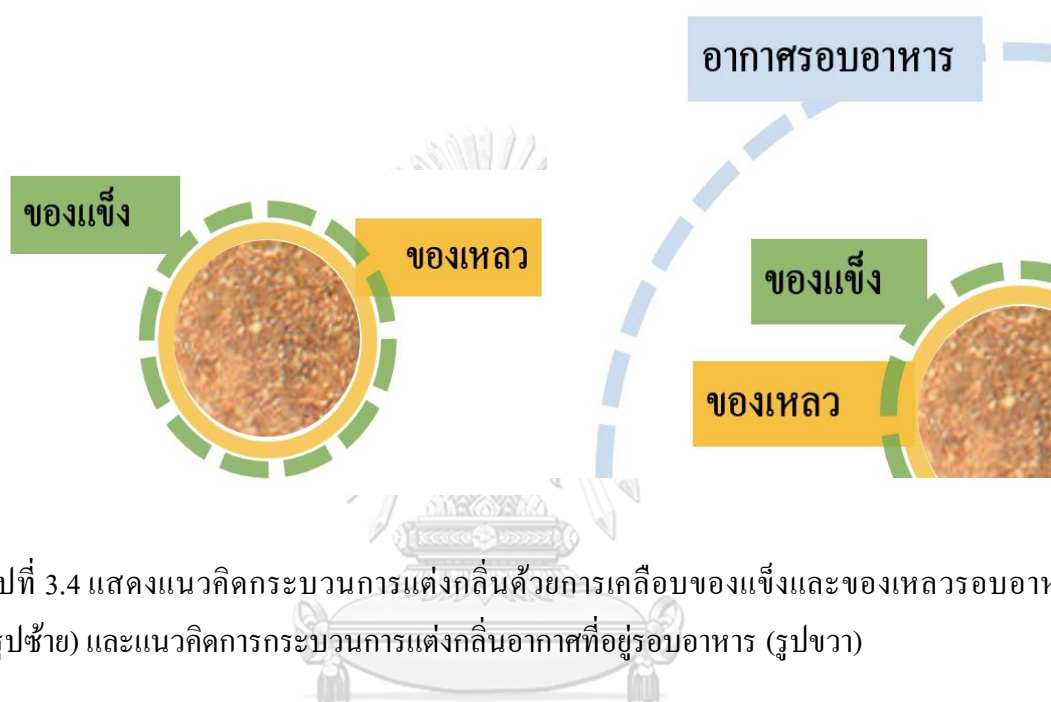 อากาศรอบอาหาร
ของแข็ง
ของเหลว
ของแข็ง
ของเหลว
ปที่ 3.4 แสดงแนวคิดกระบวนการแต่งกลิ่นด้วยการเคลือบของแข็งและของเหลวรอบอาห
ูปซ้าย) และแนวคิดการกระบวนการแต่งกลิ่นอากาศที่อยู่รอบอาหาร (รูปขวา)